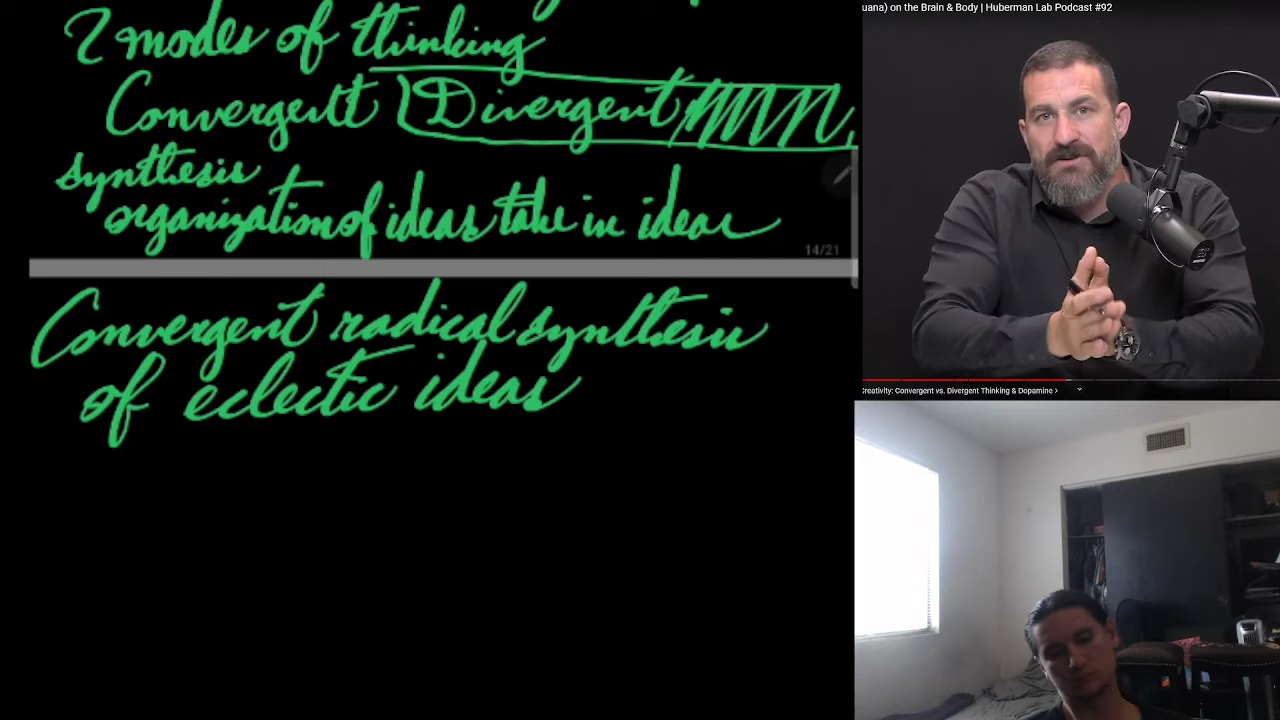 2 modes of thinking
Convergent Divergent
synthesis
organization of ideas take in ideas
14/21
Convergent radical synthesis
of eclectic ideas
uana) on the Brain & Body | Huberman Lab Podcast #92
Creativity: Convergent vs. Divergent Thinking & Dopamine >